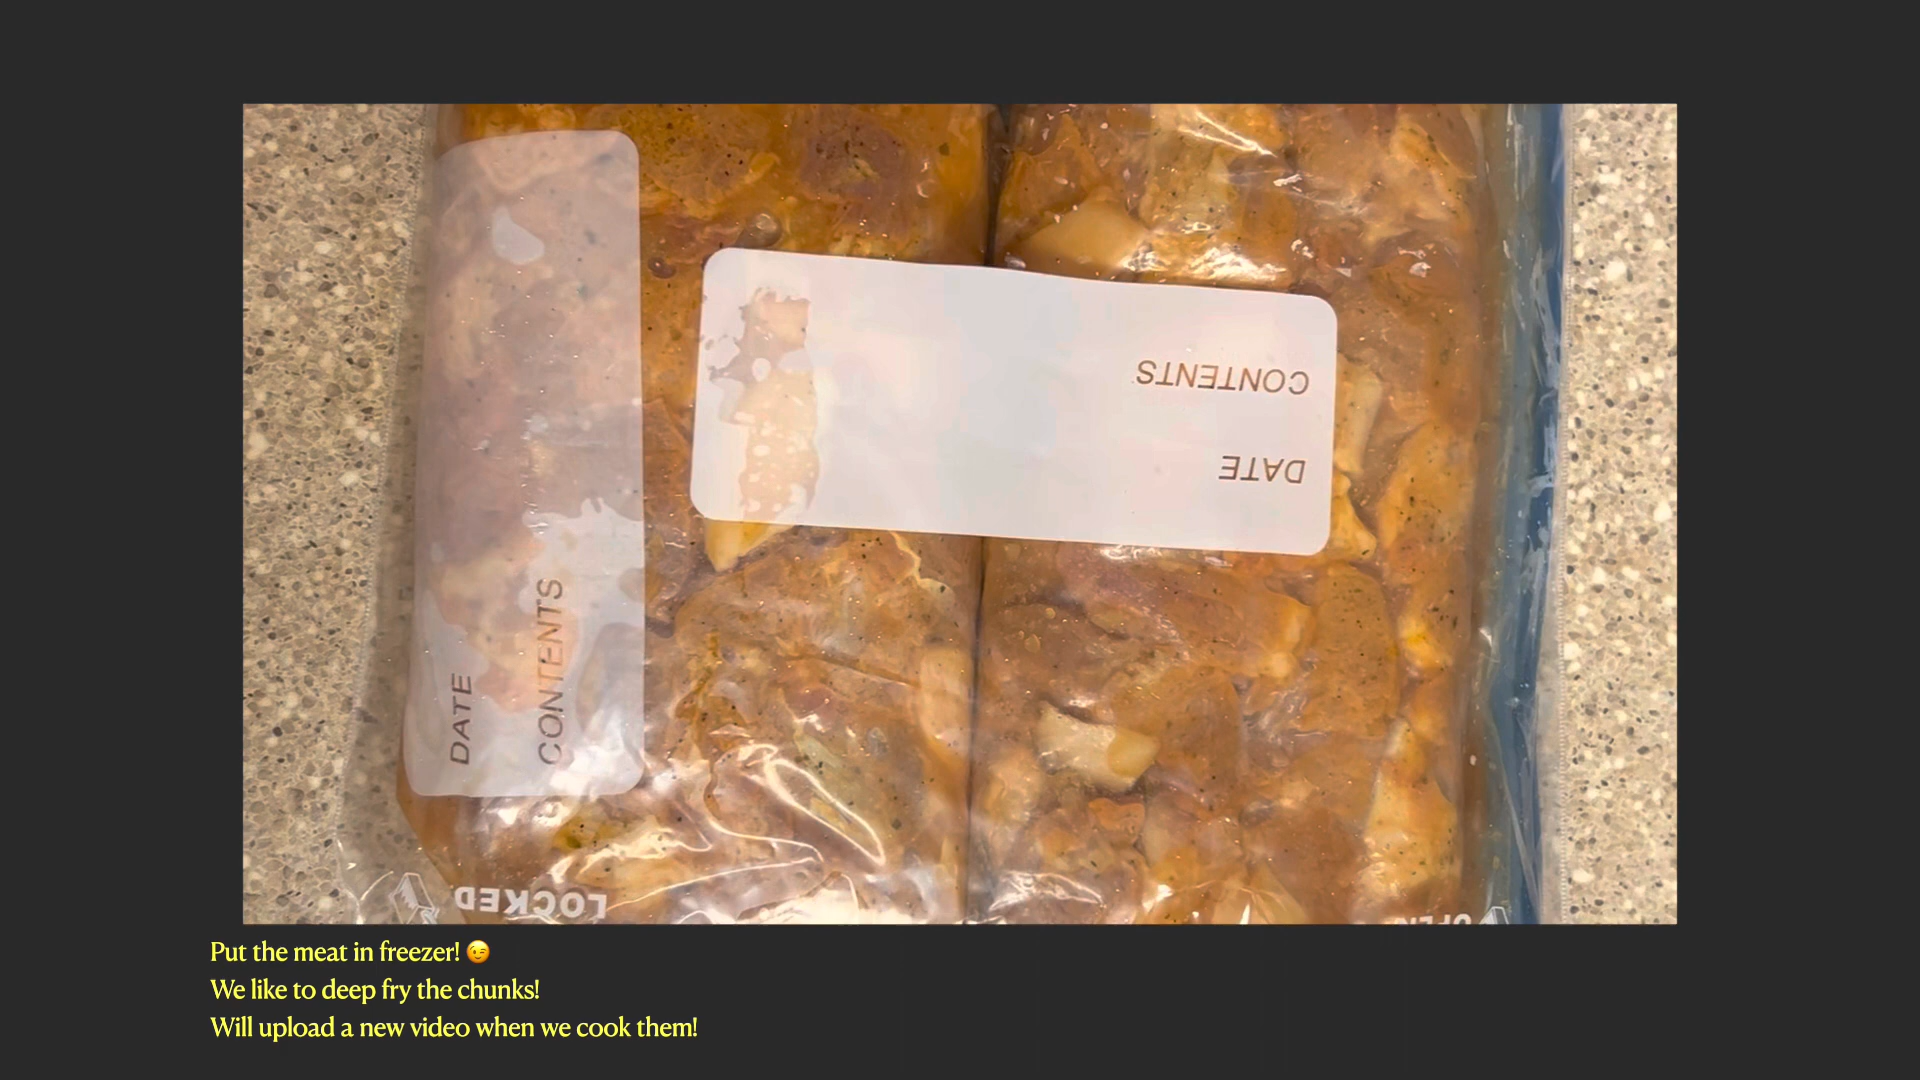 CONTENTS
DATE
DATE
CONTENTS
LOCKED
OPEN
Put the meat in freezer! 😉
We like to deep fry the chunks!
Will upload a new video when we cook them!